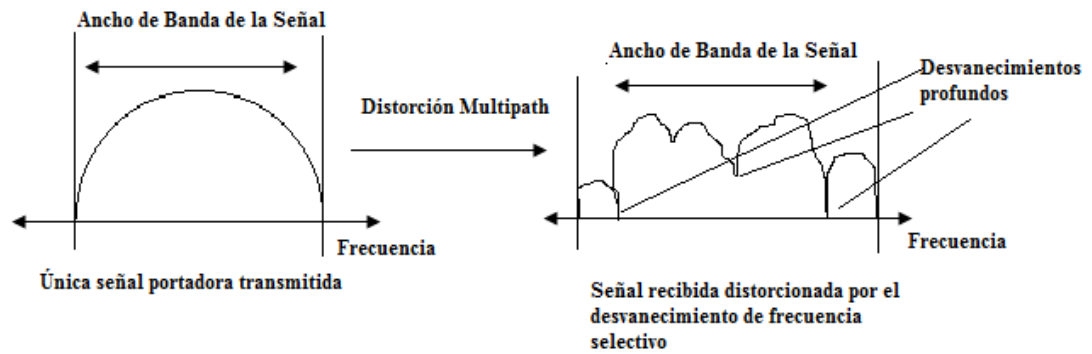 Ancho de Banda de la Señal
Distorción Multipath
Frecuencia
Única señal portadora transmitida
Ancho de Banda de la Señal
Desvanecimientos
profundos
Frecuencia
Señal recibida distorcionada por el
desvanecimiento de frecuencia
selectivo